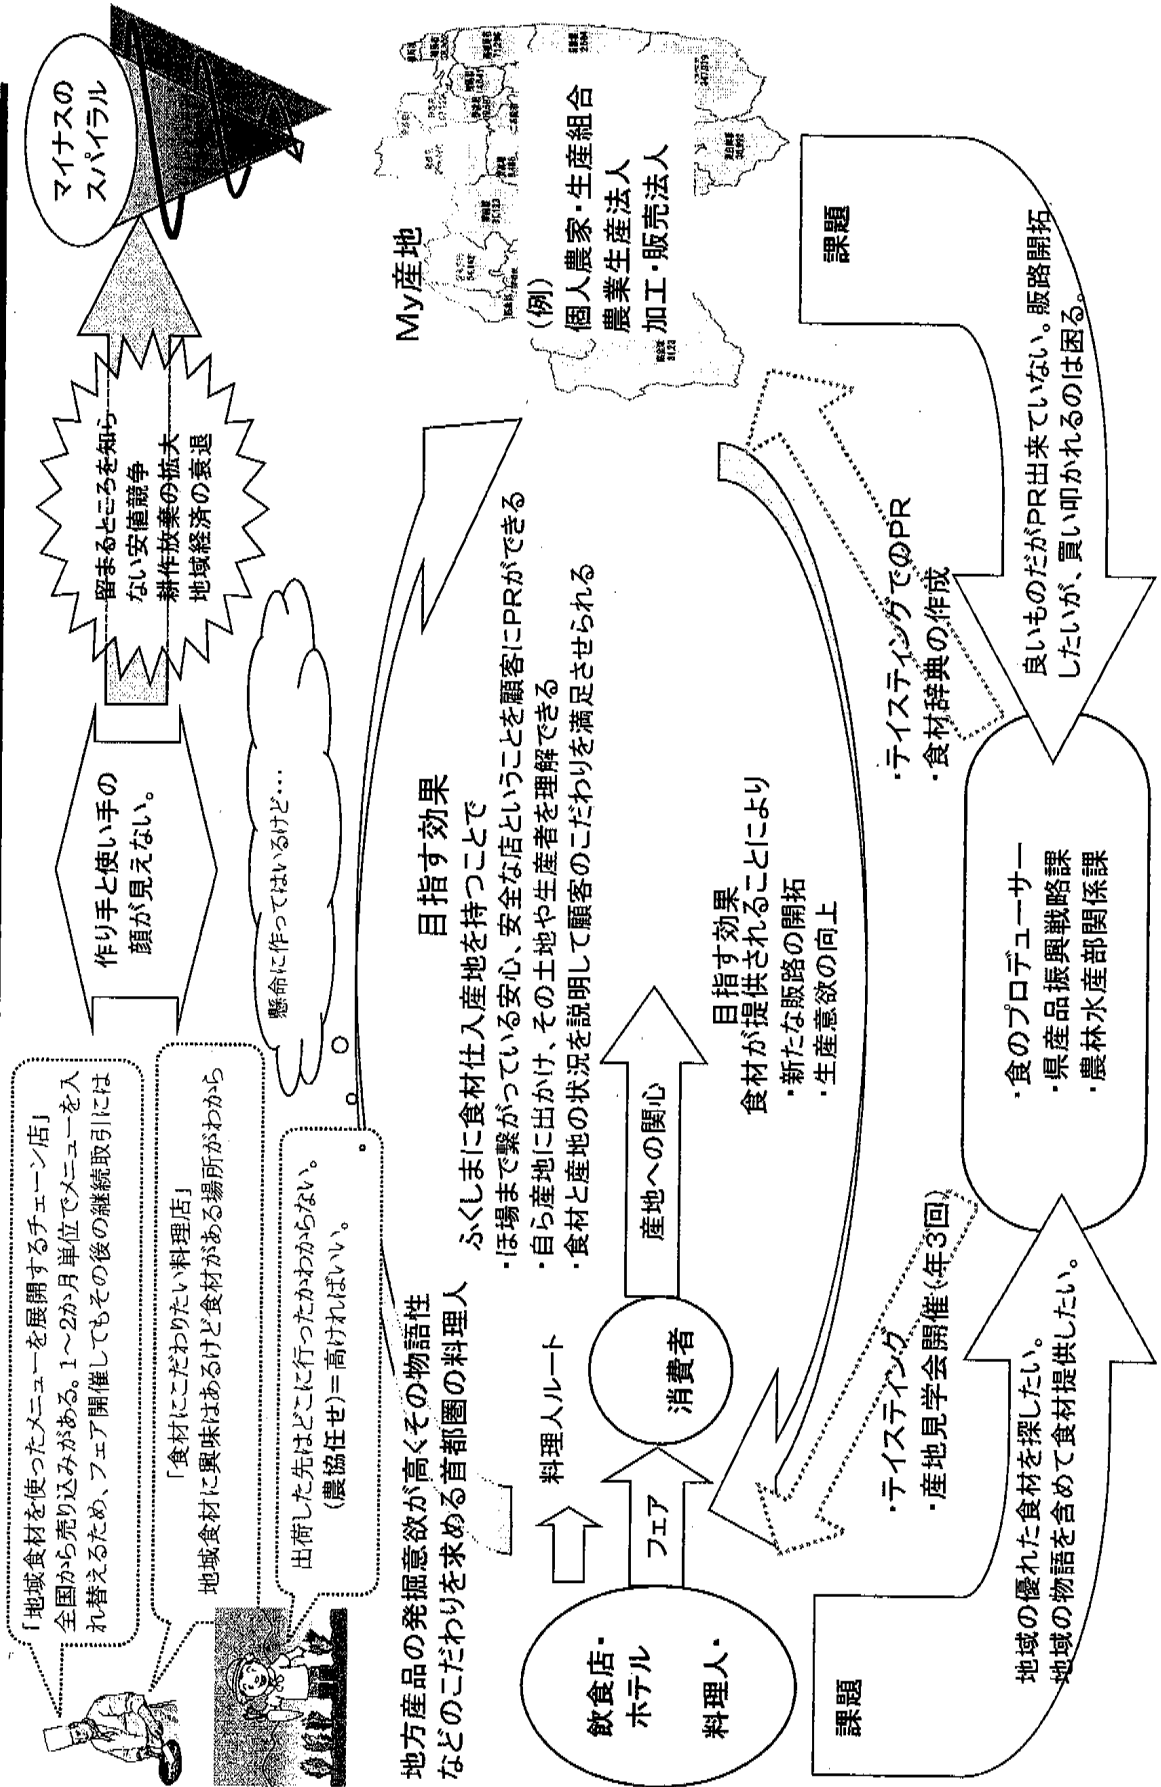 「地域食材を使ったメニューを展開するチェーン店」
全国から売り込みがある。1～2か月単位でメニューを入
れ替えるため、フェア開催してもその後の継続取引には
「食材にこだわりたい料理店」
地域食材に興味はあるけど食材がある場所がわから
出荷した先はどこに行ったかわからない。
(農協任せ)＝高ければいい。
作り手と使い手の
顔が見えない。
懸命に作ってはいるけど…
留まるところを知ら
ない安値競争
耕作放棄の拡大
地域経済の衰退
マイナスの
スパイラル
地方産品の発掘意欲が高くその物語性
などのこだわりを求める首都圏の料理人
目指す効果
ふくしまに食材仕入産地を持つことで
・ほ場まで繋がっている安心、安全な店ということを顧客にPRができる
・自ら産地に出かけ、その土地や生産者を理解できる
・食材と産地の状況を説明して顧客のこだわりを満足させられる
My産地
(例)
個人農家・生産組合
農業生産法人
加工・販売法人
飲食店・
ホテル
料理人・
料理人ルート
フェア
消費者
産地への関心
目指す効果
食材が提供されることにより
・新たな販路の開拓
・生産意欲の向上
・テイスティング
・産地見学会開催(年3回)
・テイスティングでのPR
・食材辞典の作成
課題
地域の優れた食材を探したい。
地域の物語を含めて食材提供したい。
・食のプロデューサー
・県産品振興戦略課
・農林水産部関係課
課題
良いものだがPR出来ていない。販路開拓
したいが、買い叩かれるのは困る。